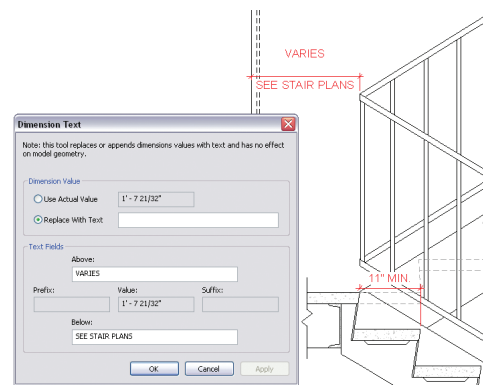 VARIES
SEE STAIR PLANS
Dimension Text
Note: this tool replaces or appends dimensions values with text and has no effect
on model geometry.
Dimension Value
Use Actual Value
1' - 7 21/32"
Replace With Text
Text Fields
Above:
VARIES
Prefix:
Value:
Suffix:
1' - 7 21/32"
Below:
SEE STAIR PLANS
OK
Cancel
Apply
11" MIN.